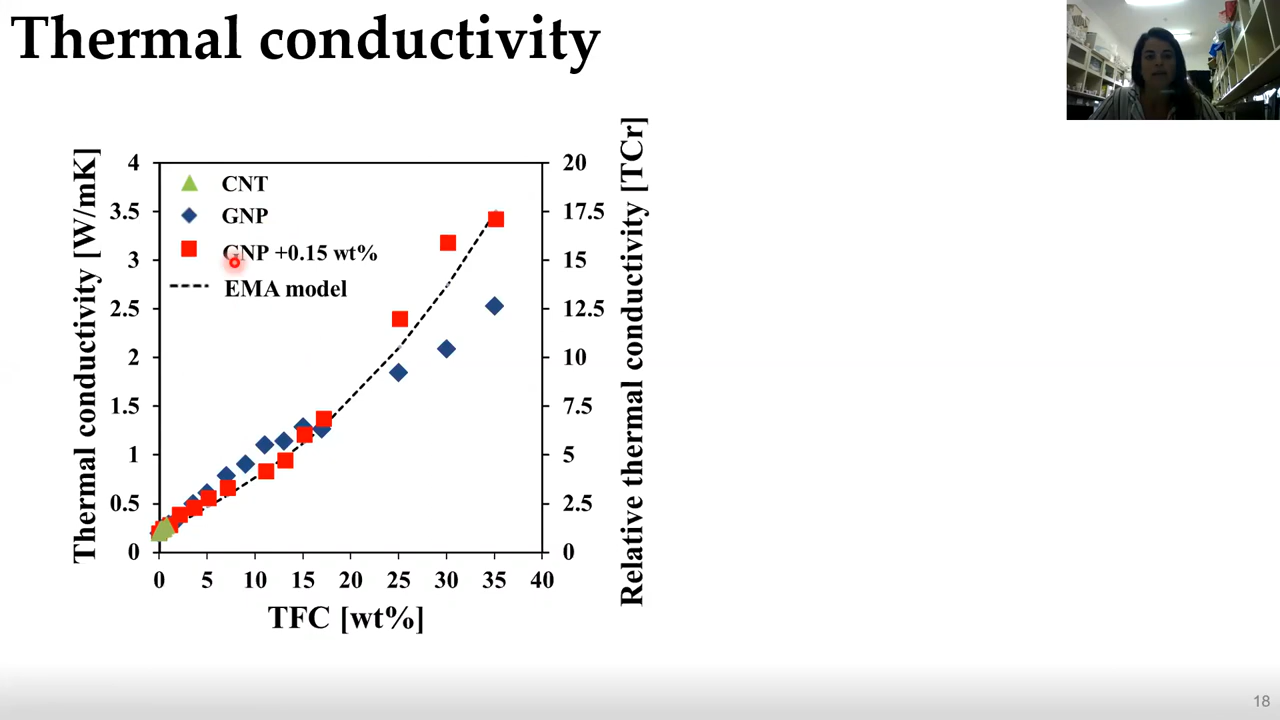 Thermal conductivity
Thermal conductivity [W/mK]
4
3.5
3
2.5
2
1.5
1
0.5
0
CNT
GNP
GNP +0.15 wt%
EMA model
20
17.5
15
12.5
10
7.5
5
2.5
0
Relative thermal conductivity [TCr]
0 5 10 15 20 25 30 35 40
TFC [wt%]
18